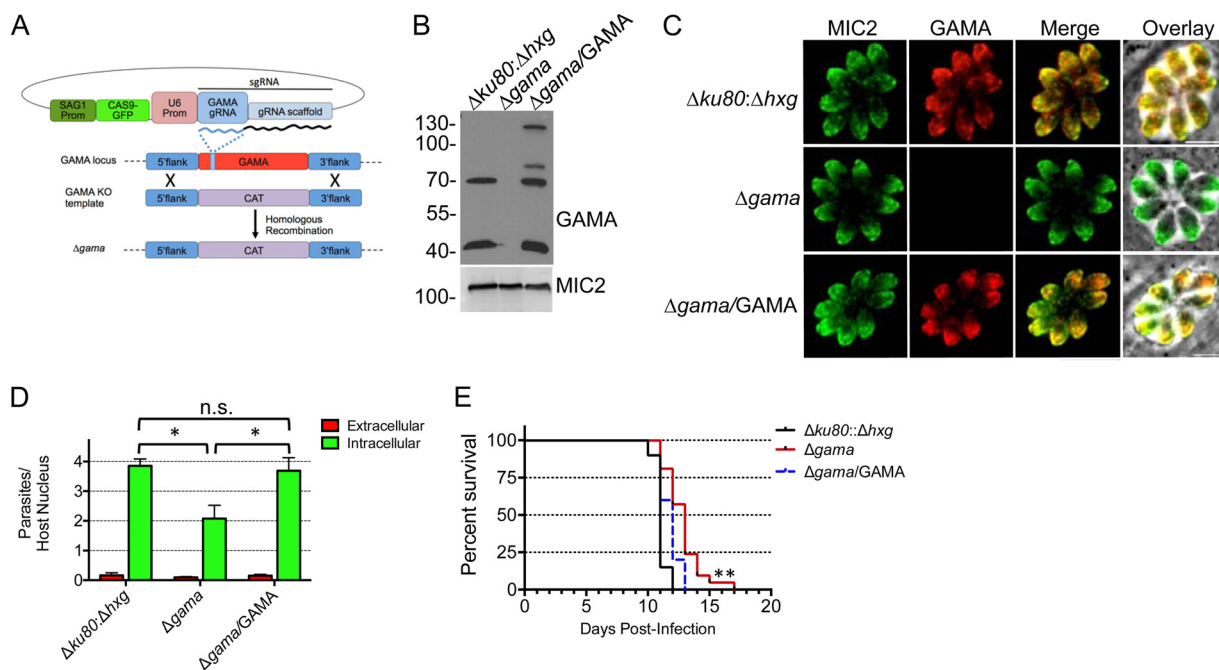 A
sgRNA
SAG1 Prom
CAS9-GFP
U6 Prom
GAMA gRNA
gRNA scaffold
GAMA locus
5'flank
GAMA
3'flank
X
X
GAMA KO template
5'flank
CAT
3'flank
Homologous Recombination
Δgama
5'flank
CAT
3'flank
B
Δku80:Δhxg
Δgama
Δgama/GAMA
130-
100-
70-
55-
40-
GAMA
100-
MIC2
C
MIC2 GAMA Merge Overlay
Δku80:Δhxg
Δgama
Δgama/GAMA
D
n.s.
*
*
Extracellular
Intracellular
Parasites/
Host Nucleus
4
3
2
1
0
Δku80:Δhxg
Δgama
Δgama/GAMA
E
Percent survival
100
75
50
25
0
**
0 5 10 15 20
Days Post-Infection
Δku80::Δhxg
Δgama
Δgama/GAMA